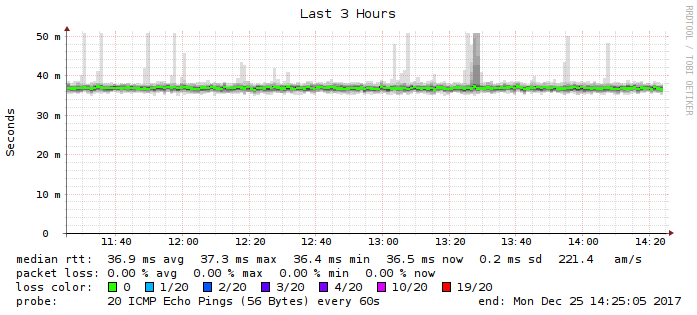 Last 3 Hours
RRDTOOL / TOBI OETIKER
Seconds
50 m
40 m
30 m
20 m
10 m
0
11:40 12:00 12:20 12:40 13:00 13:20 13:40 14:00 14:20
median rtt: 36.9 ms avg 37.3 ms max 36.4 ms min 36.5 ms now 0.2 ms sd 221.4 am/s
packet loss: 0.00 % avg 0.00 % max 0.00 % min 0.00 % now
loss color: 0 1/20 2/20 3/20 4/20 10/20 19/20
probe: 20 ICMP Echo Pings (56 Bytes) every 60s end: Mon Dec 25 14:25:05 2017